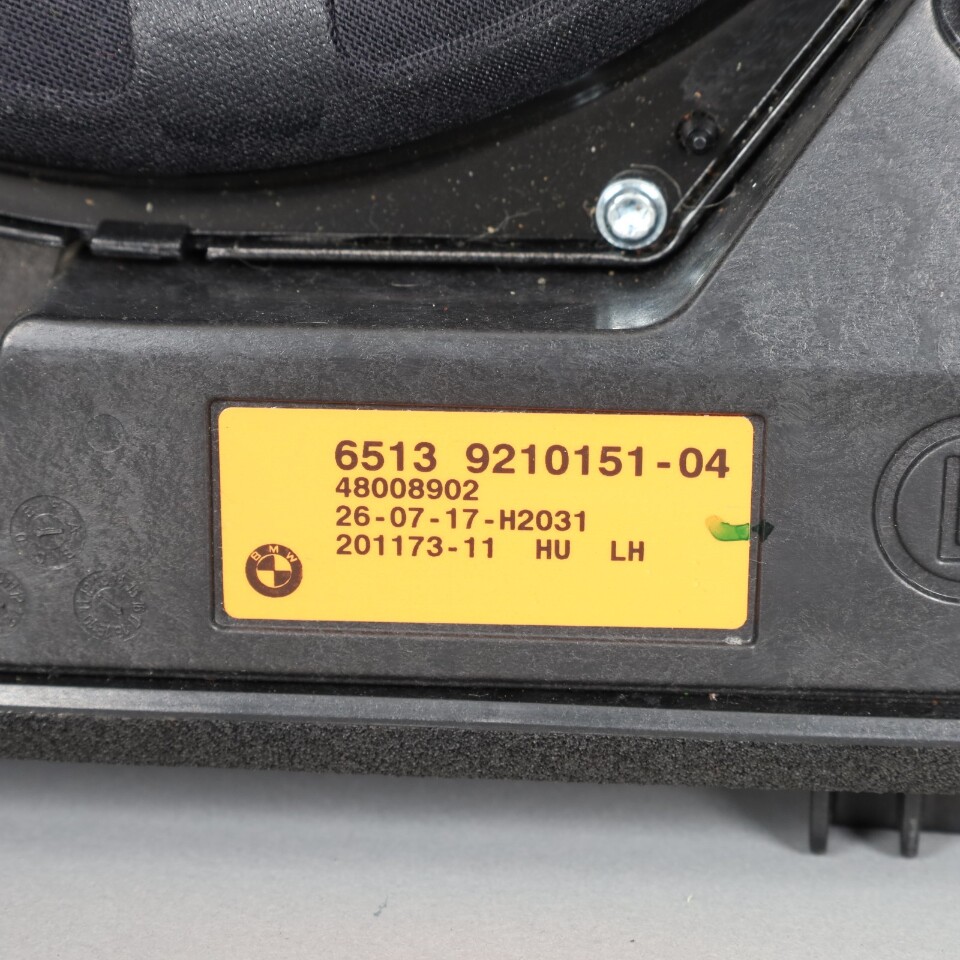 6513 9210151-04
48008902
26-07-17-H2031
201173-11 HU LH
BMW